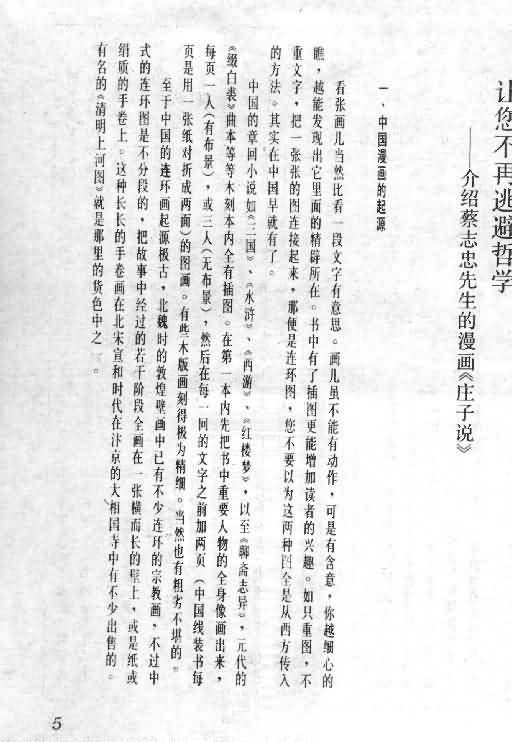 让您不再逃避哲学
——介绍蔡志忠先生的漫画《庄子说》
一、中国漫画的起源
看张画儿当然比看一段文字有意思。画儿虽不能有动作，可是有含意，你越细心的
瞧，越能发现出它里面的精辟所在。书中有了插图更能增加读者的兴趣。如只重图，不
重文字，把一张张的图连接起来，那便是连环图，您不要以为这两种图全是从西方传入
的方法。其实在中国早就有了。
中国的章回小说如《三国》、《水浒》、《西游》、《红楼梦》，以至《聊斋志异》，元代的
《缀白裘》曲本等等木刻本内全有插图。在第一本内先把书中重要人物的全身像画出来，
每页一人（有布景），或三人（无布景），然后在每一回的文字之前加两页（中国线装书每
页是用一张纸对折成两面）的图画。有些木版画刻得极为精细。当然也有粗劣不堪的。
至于中国的连环画起源极古，北魏时的敦煌壁画中已有不少连环的宗教画，不过中
式的连环图是不分段的，把故事中经过的若干阶段全画在一张横而长的壁上，或是纸或
绢质的手卷上。这种长长的手卷画在北宋宣和时代在汴京的大相国寺中有不少出售的。
有名的《清明上河图》就是那里的货色中之一。
5